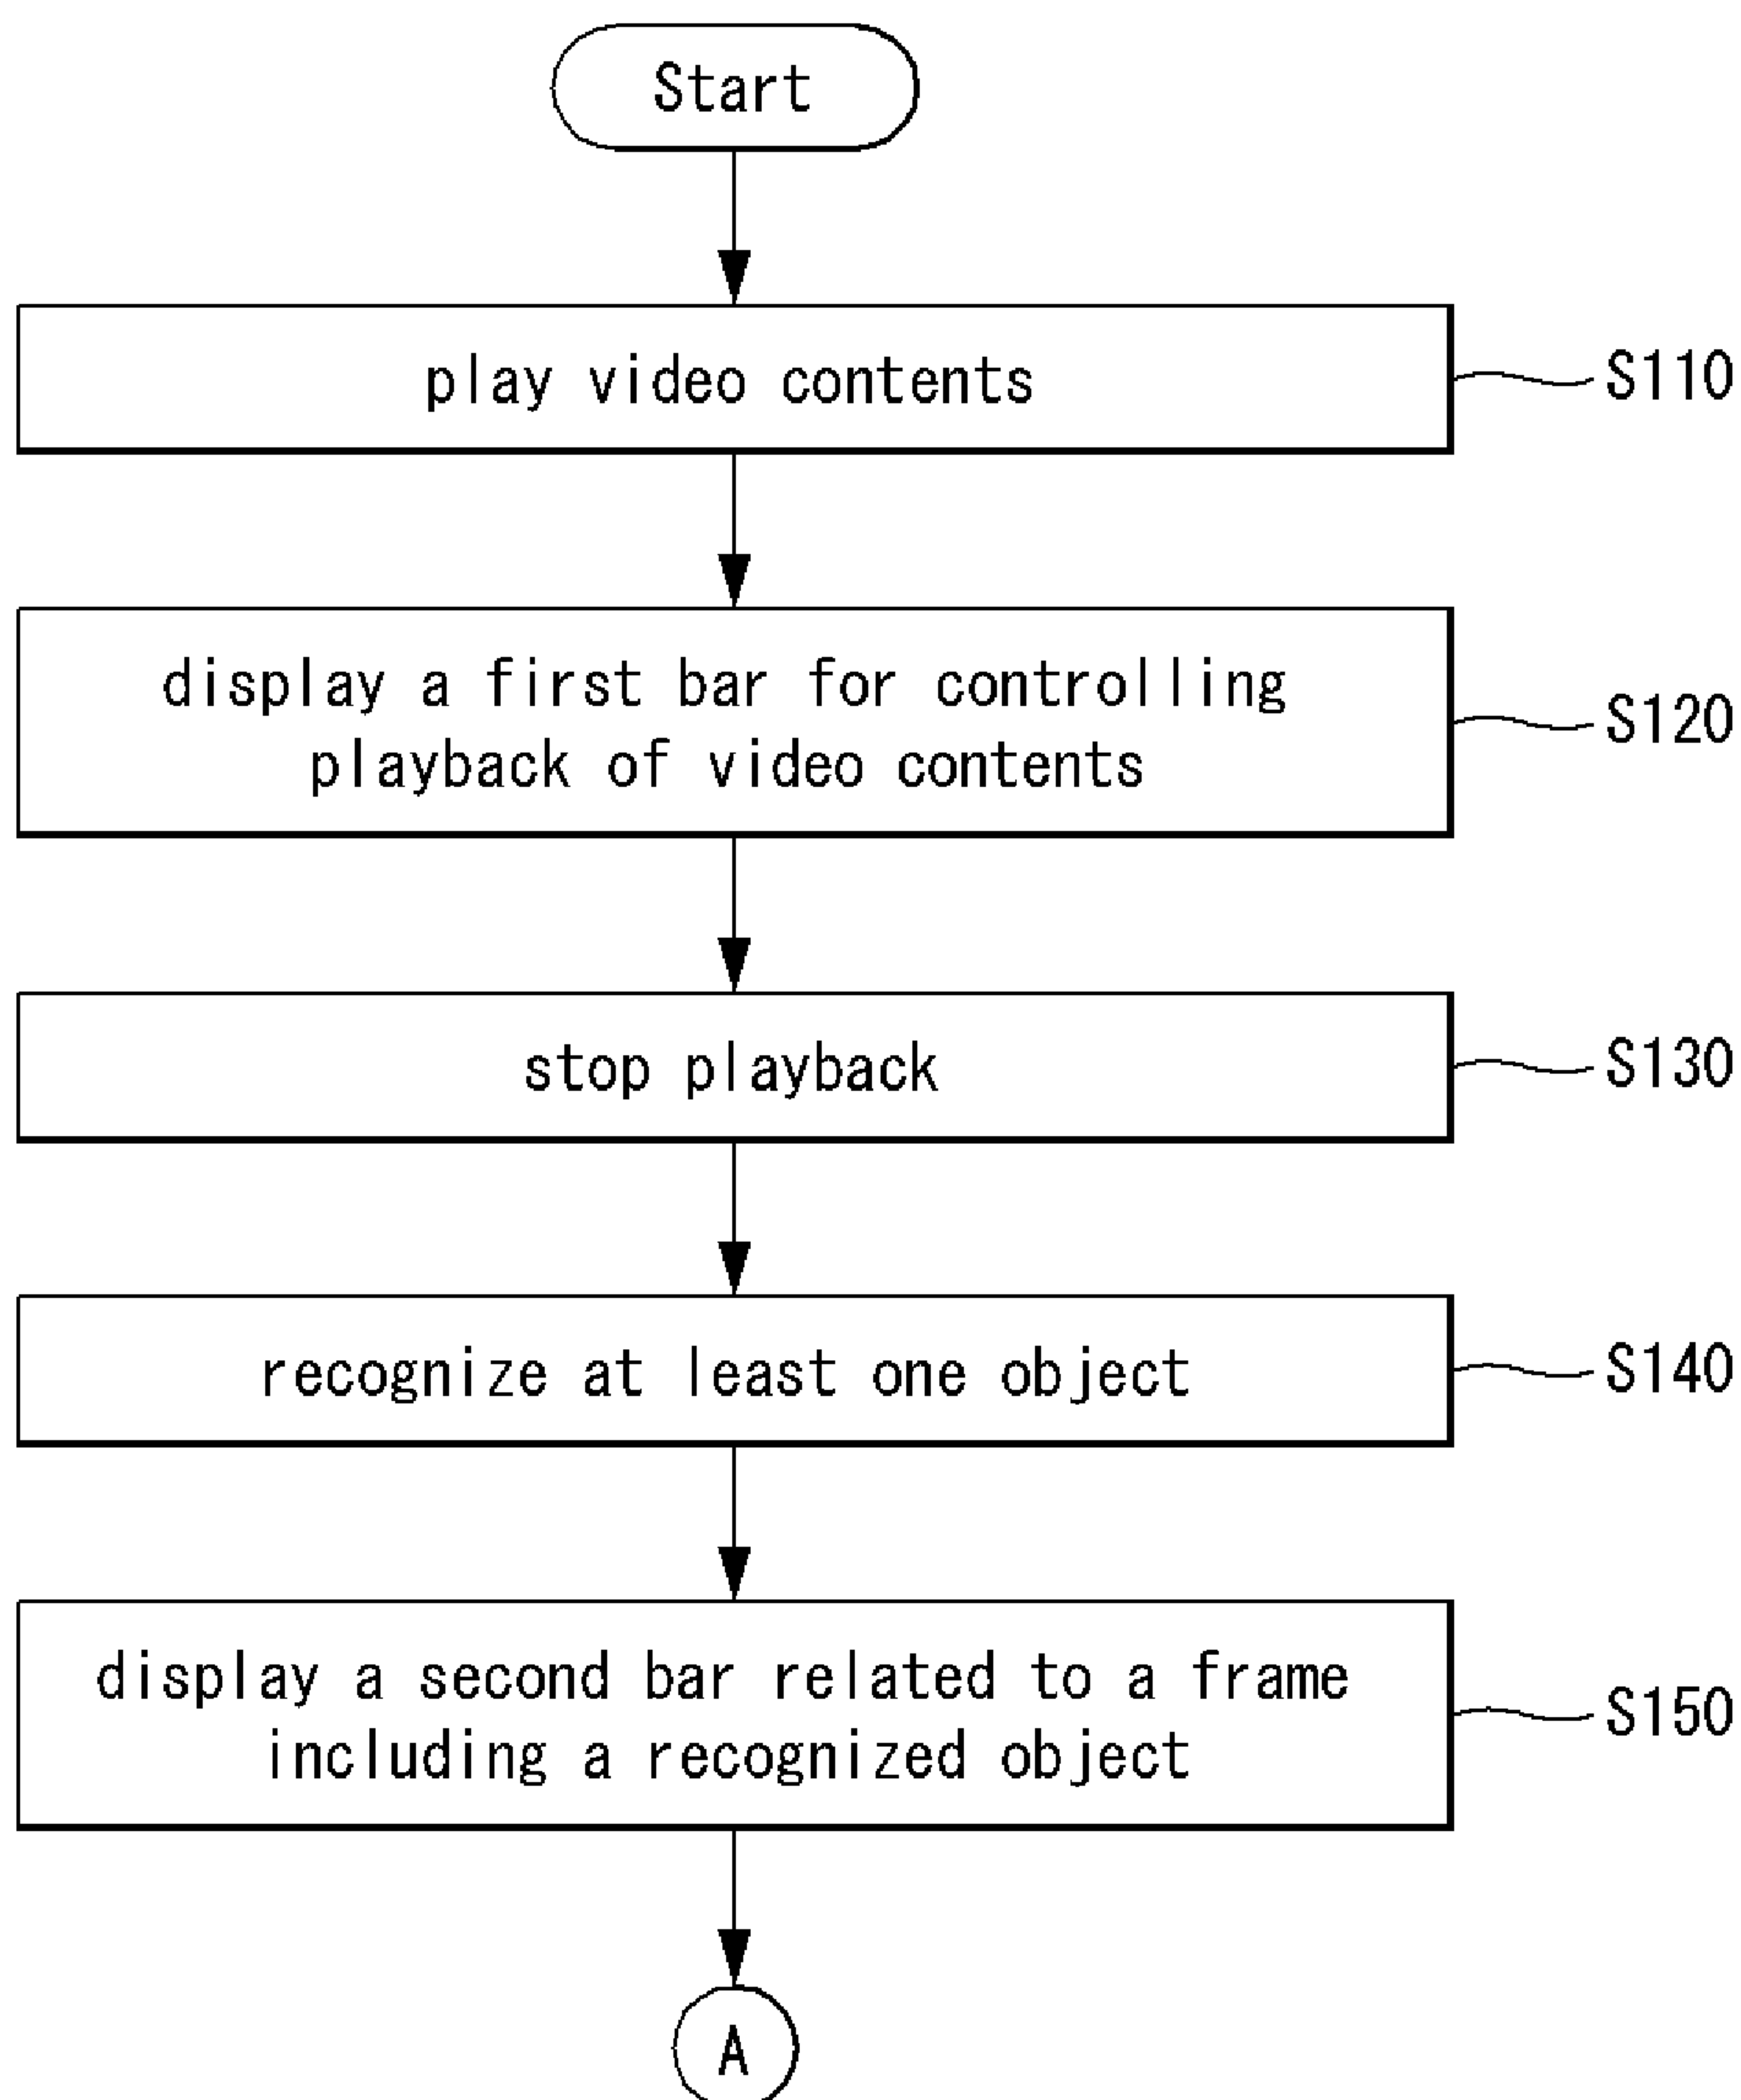 Start
play video contents
S110
display a first bar for controlling
playback of video contents
S120
stop playback
S130
recognize at least one object
S140
display a second bar related to a frame
including a recognized object
S150
A